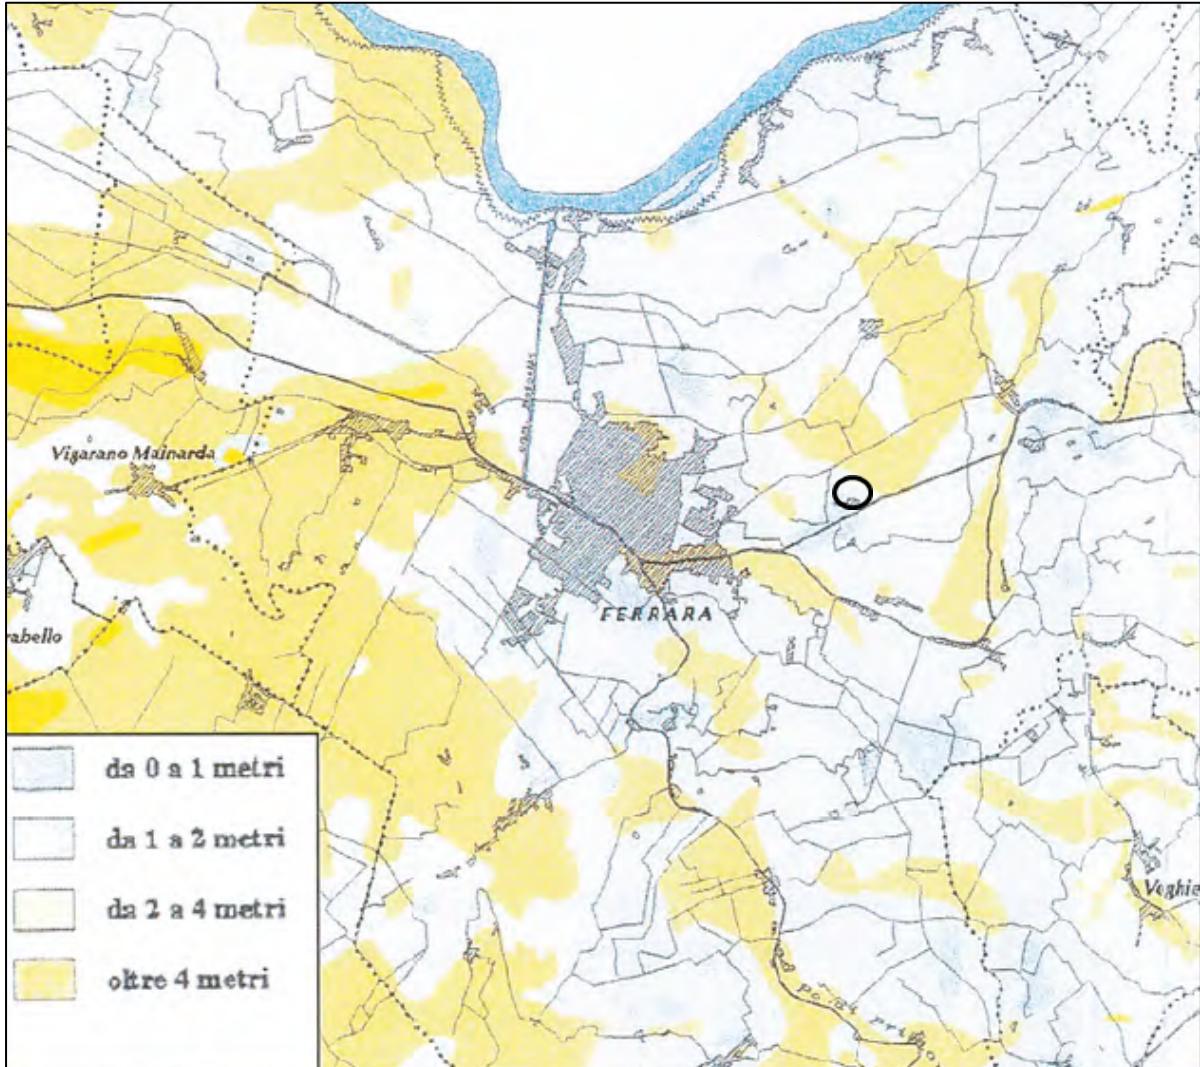 Vigarano Mainarda
FERRARA
rabello
da 0 a 1 metri
da 1 a 2 metri
da 2 a 4 metri
oltre 4 metri
Voghie